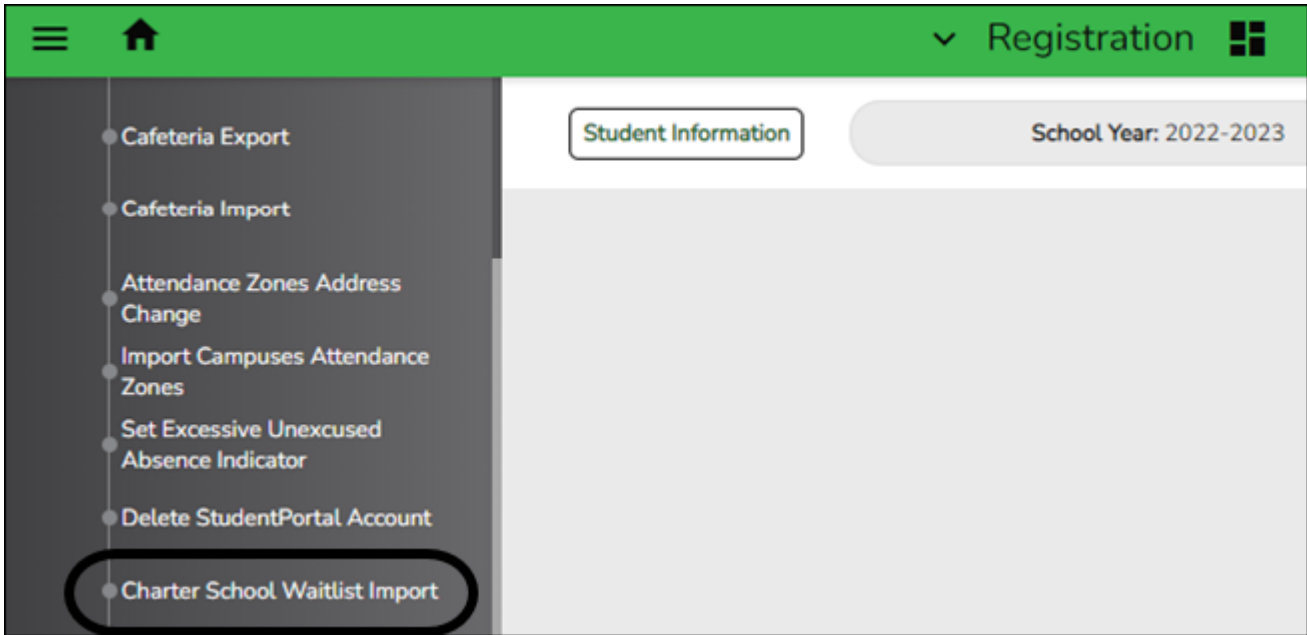 Registration
Cafeteria Export
Cafeteria Import
Attendance Zones Address
Change
Import Campuses Attendance
Zones
Set Excessive Unexcused
Absence Indicator
Delete StudentPortal Account
Charter School Waitlist Import
Student Information
School Year: 2022-2023